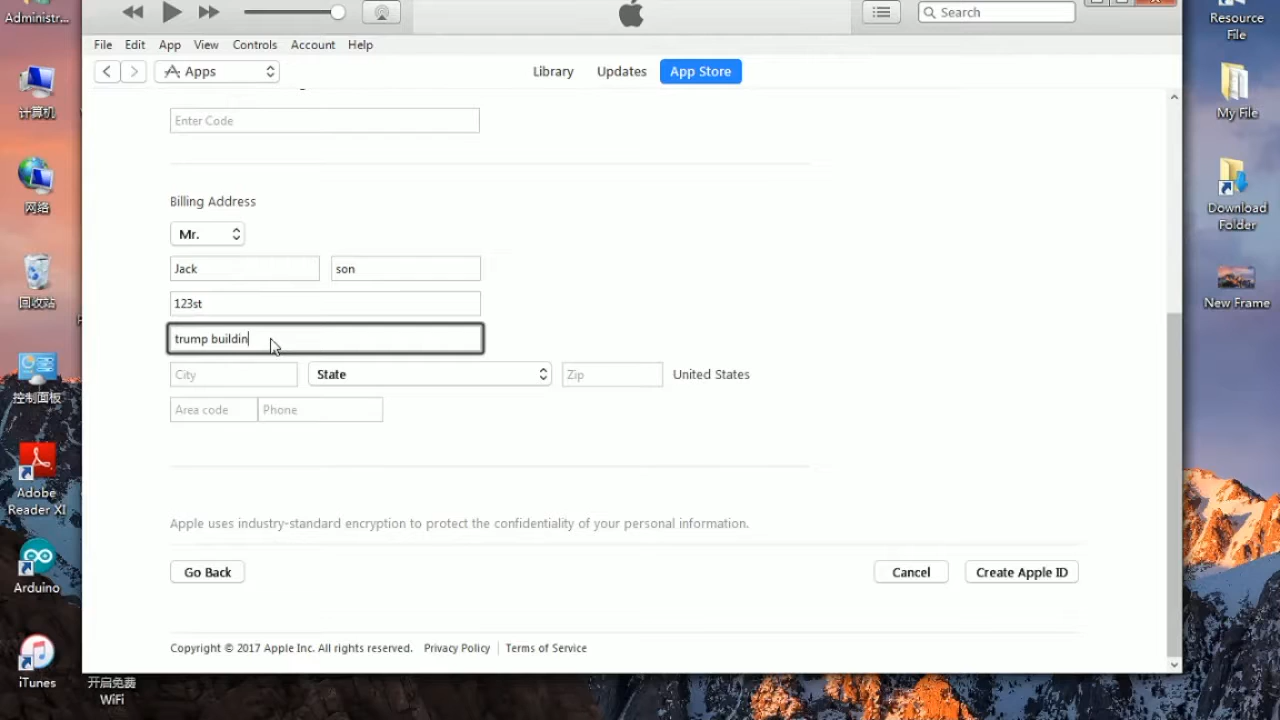 Administr...
Search
Resource
File
File Edit App View Controls Account Help
Apps
Library Updates App Store
计算机
My File
Enter Code
网络
Download
Folder
Billing Address
Mr.
回收站
Jack son
New Frame
123st
trump buildin
控制面板
City State Zip United States
Area code Phone
Adobe
Reader XI
Apple uses industry-standard encryption to protect the confidentiality of your personal information.
Arduino
Go Back Cancel Create Apple ID
Copyright © 2017 Apple Inc. All rights reserved. Privacy Policy Terms of Service
iTunes
开启免费
WiFi